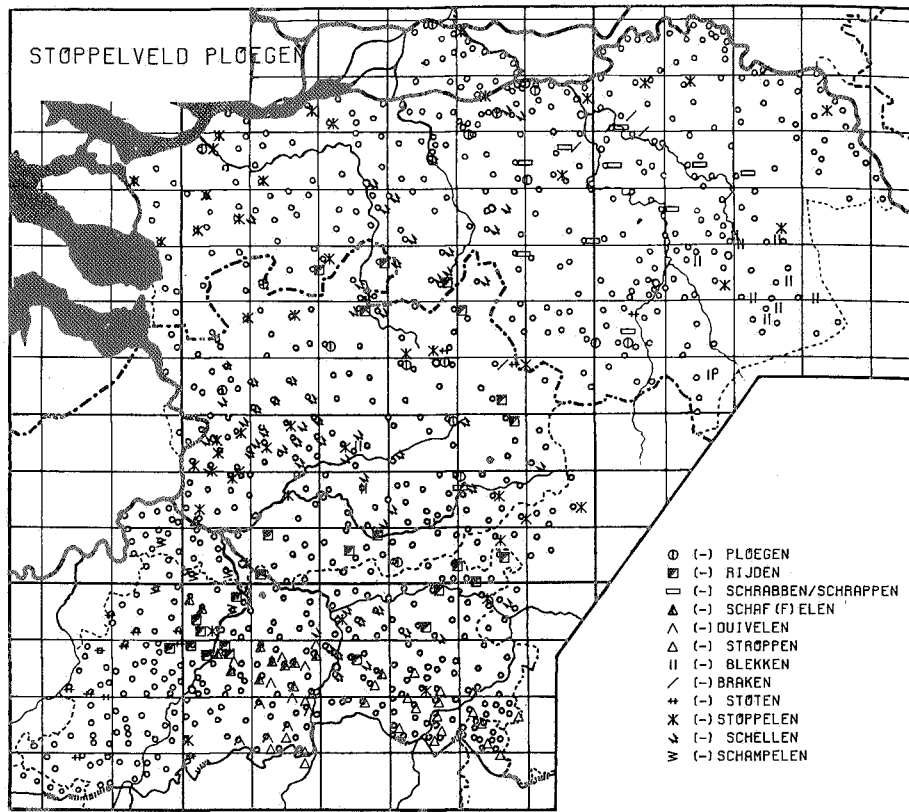 STOPPELVELD PLOEGEN
(-) PLOEGEN
(-) RIJDEN
(-) SCHRABBEN/SCHRAPPEN
(-) SCHAF(F)ELEN
(-) DUIVELEN
(-) STROPPEN
(-) BLEKKEN
(-) BRAKEN
(-) STOTEN
(-) STOPPELEN
(-) SCHELLEN
(-) SCHAMPELEN